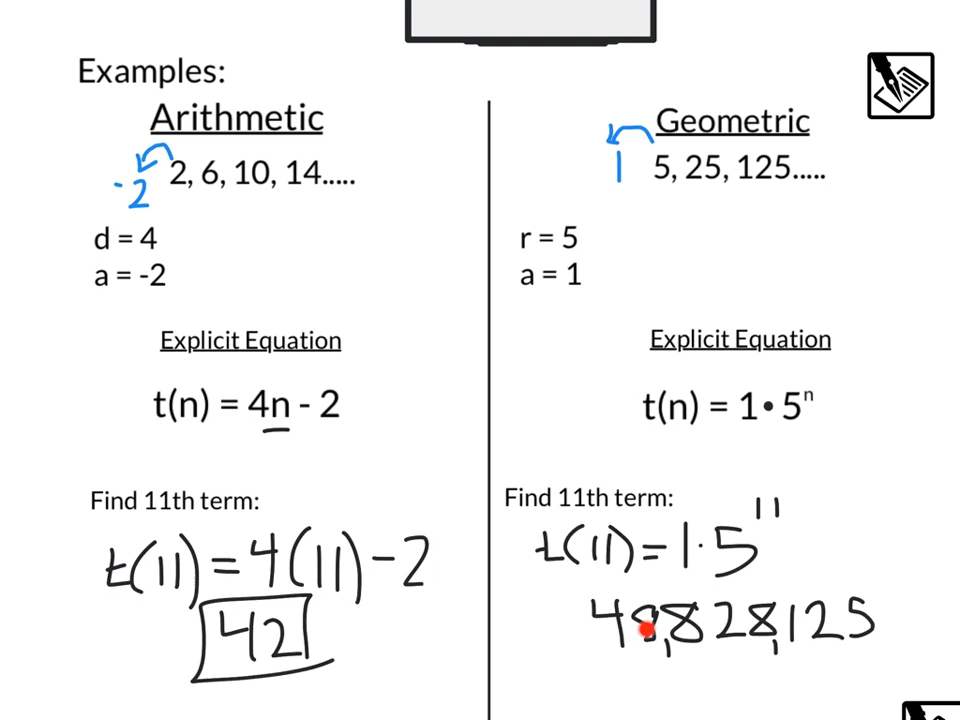 Examples:
Arithmetic
2, 6, 10, 14.....
-2
d = 4
a = -2
Explicit Equation
t(n) = 4n - 2
Find 11th term:
t(11) = 4(11) - 2
42
Geometric
5, 25, 125.....
1
r = 5
a = 1
Explicit Equation
t(n) = 1•5ⁿ
Find 11th term:
t(11) = 1·5¹¹
48,828,125